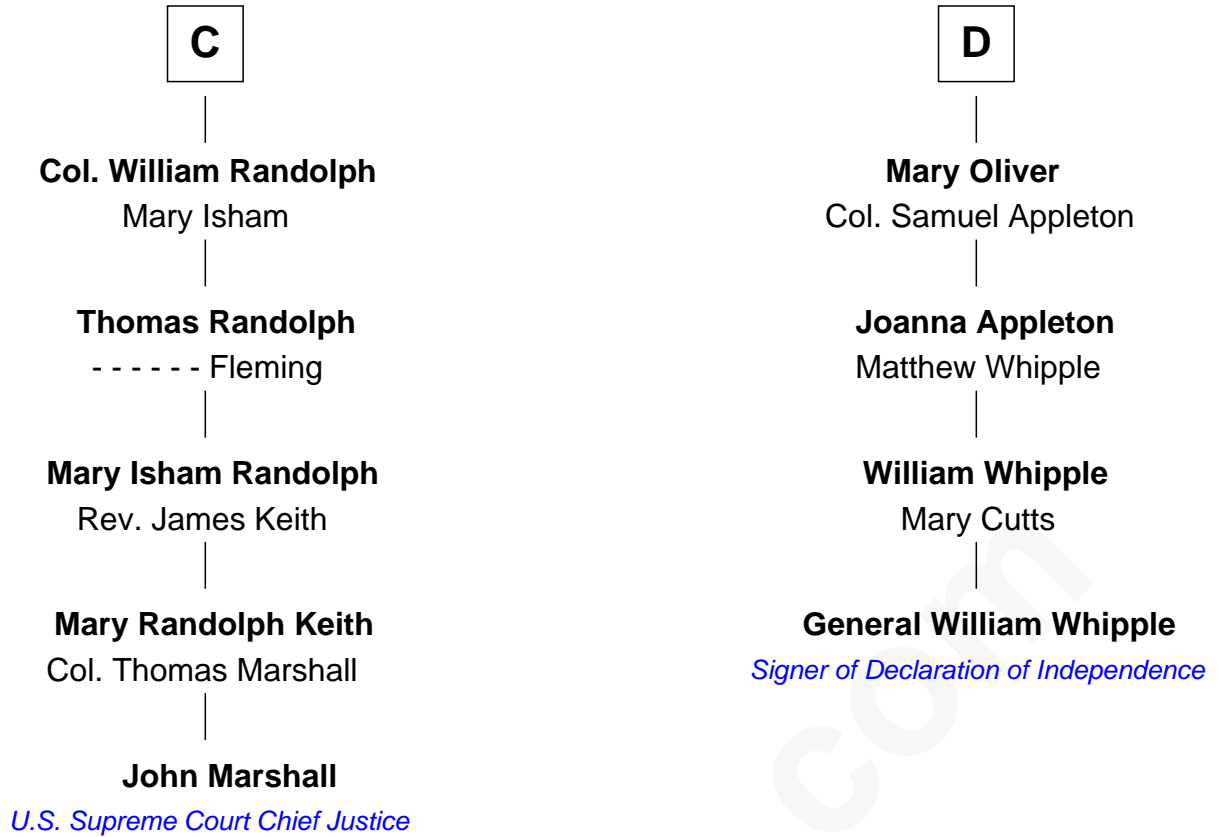 C
Col. William Randolph
Mary Isham
Thomas Randolph
- - - - - - Fleming
Mary Isham Randolph
Rev. James Keith
Mary Randolph Keith
Col. Thomas Marshall
John Marshall
U.S. Supreme Court Chief Justice
D
Mary Oliver
Col. Samuel Appleton
Joanna Appleton
Matthew Whipple
William Whipple
Mary Cutts
General William Whipple
Signer of Declaration of Independence
com